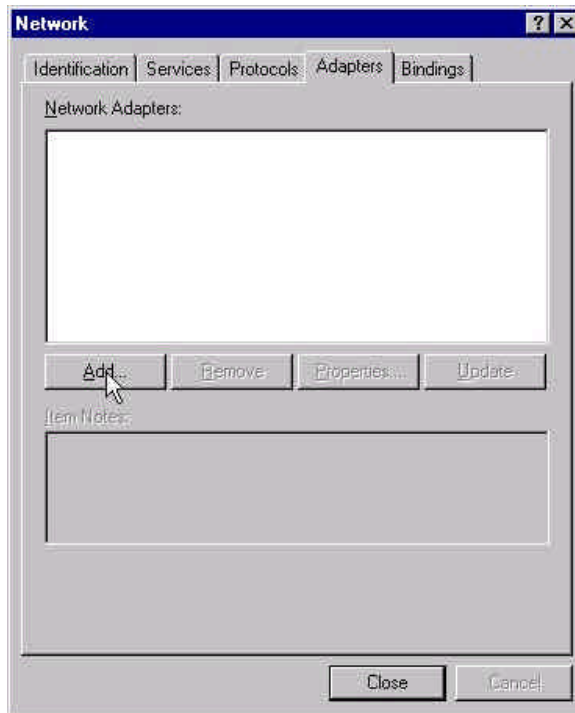 Network
Identification Services Protocols Adapters Bindings
Network Adapters:
Add... Remove Properties... Update
Item Notes:
Close Cancel